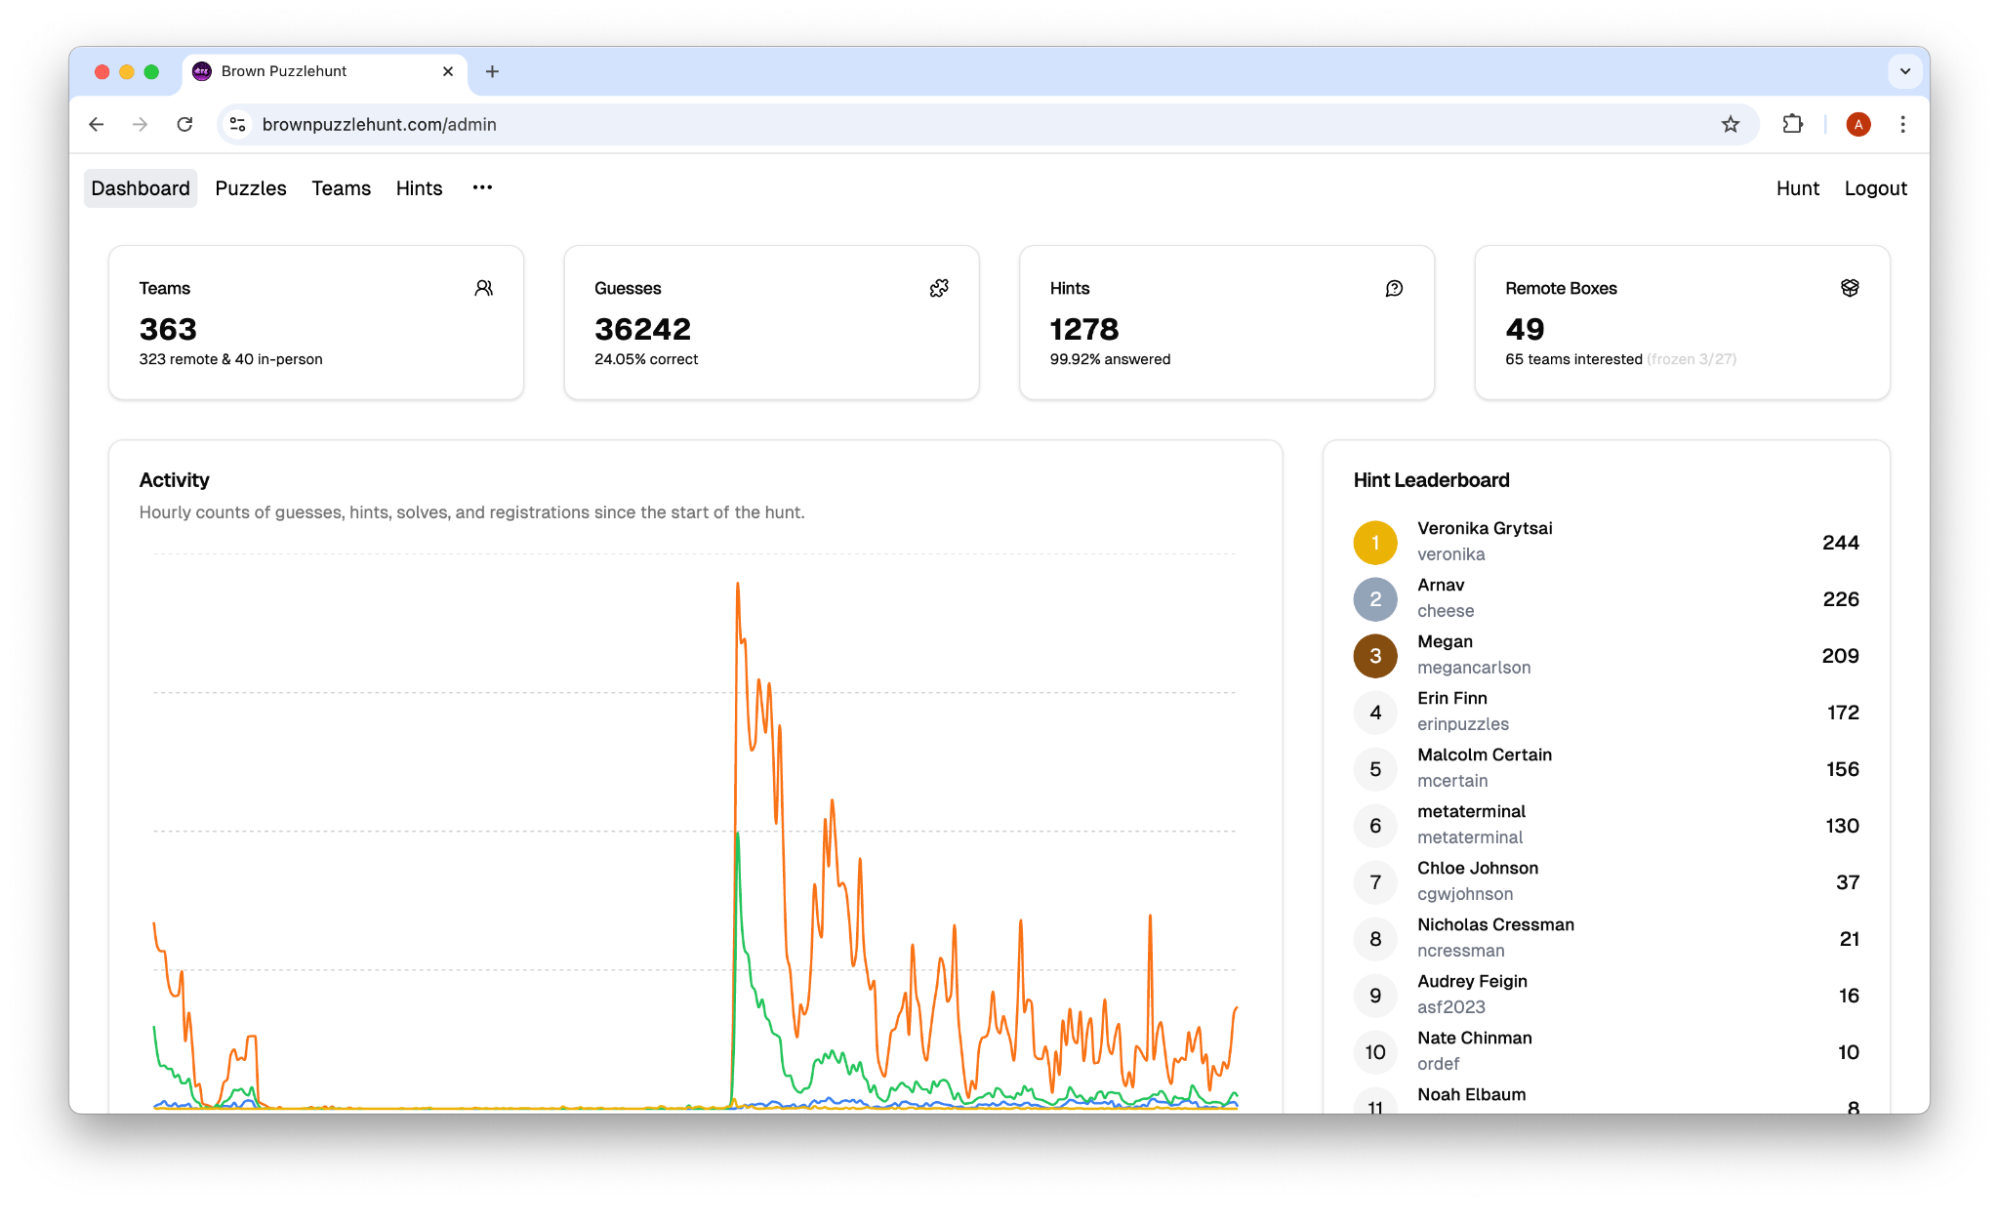 Brown Puzzlehunt
brownpuzzlehunt.com/admin
A
Dashboard Puzzles Teams Hints ··· Hunt Logout
Teams
363
323 remote & 40 in-person
Guesses
36242
24.05% correct
Hints
1278
99.92% answered
Remote Boxes
49
65 teams interested (frozen 3/27)
Activity
Hourly counts of guesses, hints, solves, and registrations since the start of the hunt.
Hint Leaderboard
1 Veronika Grytsai 244
veronika
2 Arnav 226
cheese
3 Megan 209
megancarlson
4 Erin Finn 172
erinpuzzles
5 Malcolm Certain 156
mcertain
6 metaterminal 130
metaterminal
7 Chloe Johnson 37
cgwjohnson
8 Nicholas Cressman 21
ncressman
9 Audrey Feigin 16
asf2023
10 Nate Chinman 10
ordef
11 Noah Elbaum 8